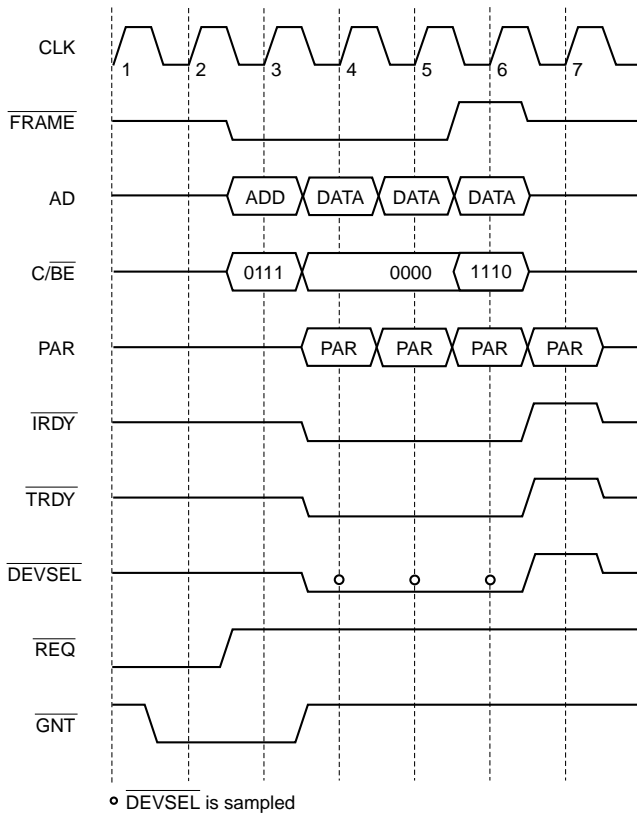 CLK
1 2 3 4 5 6 7
FRAME
AD ADD DATA DATA DATA
C/BE 0111 0000 1110
PAR PAR PAR PAR PAR
IRDY
TRDY
DEVSEL
REQ
GNT
DEVSEL is sampled